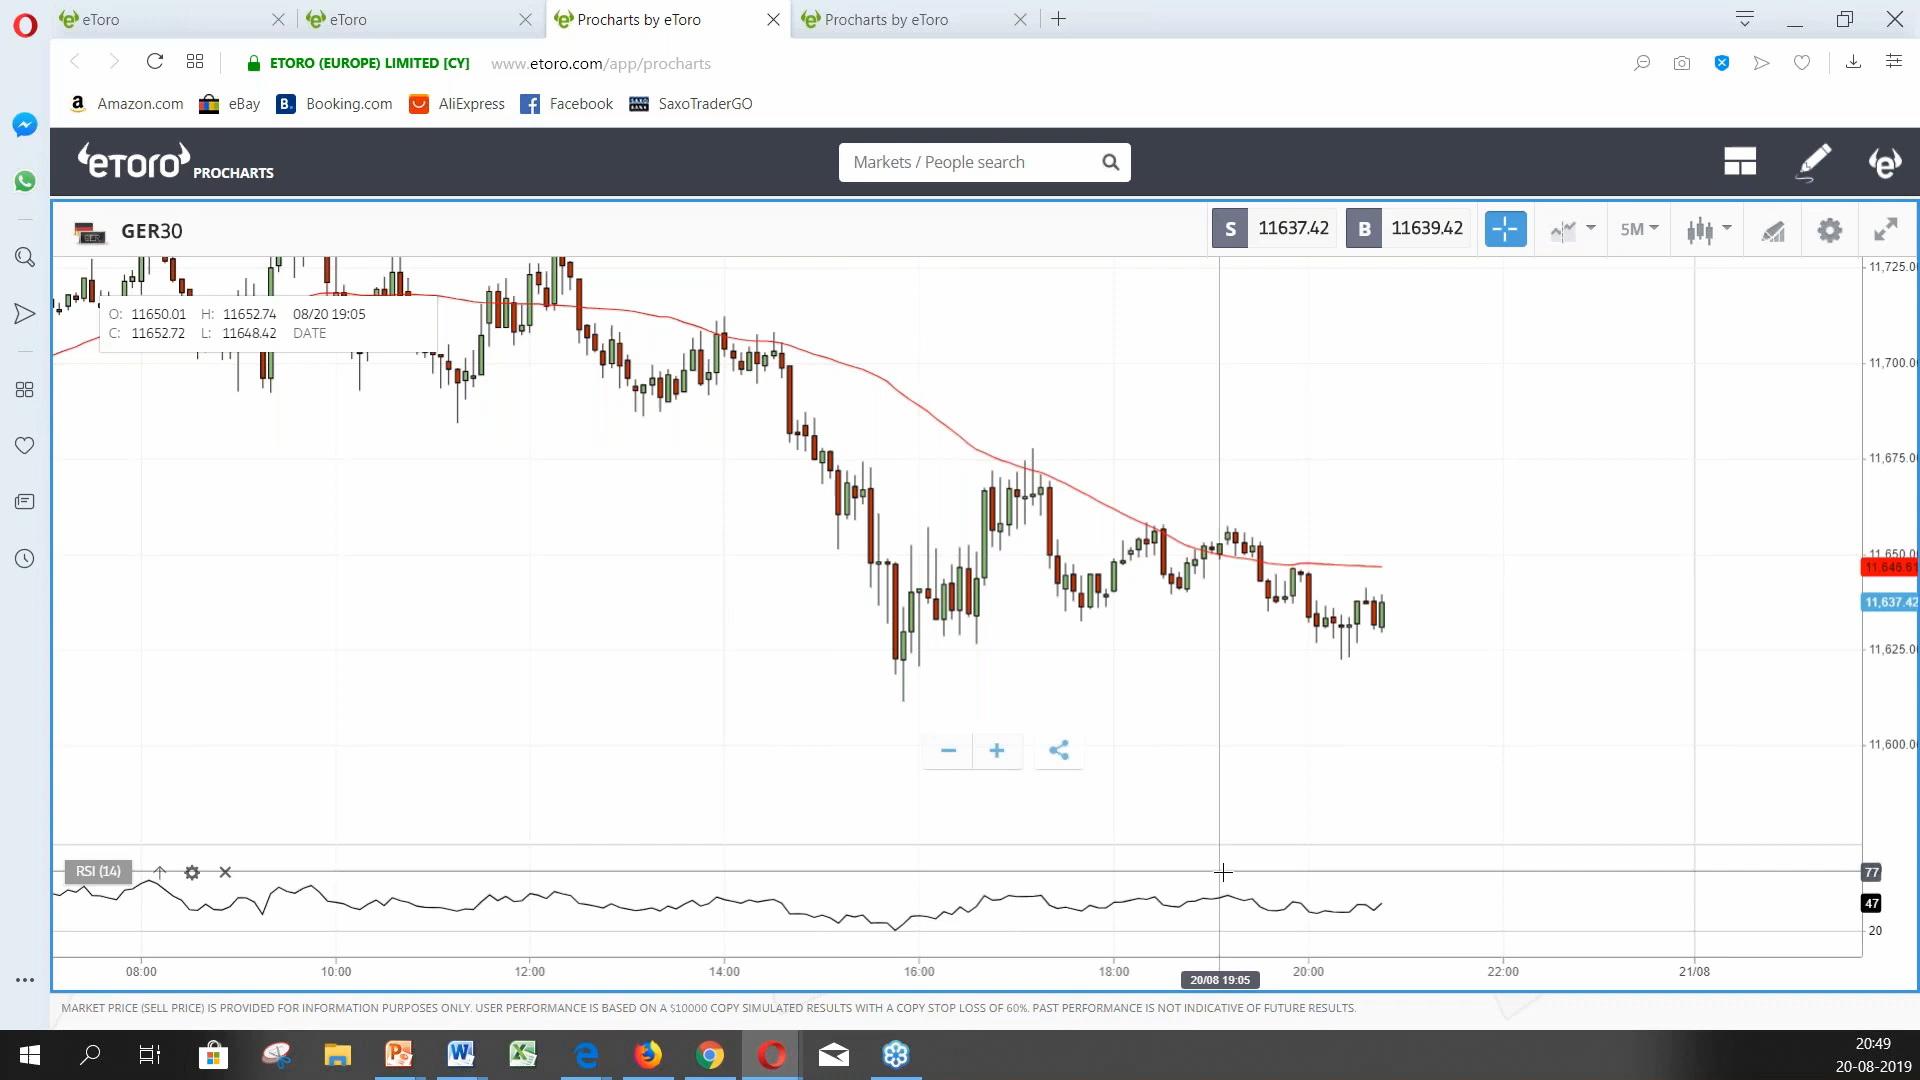 eToro
eToro
Procharts by eToro
Procharts by eToro
ETORO (EUROPE) LIMITED [CY]
www.etoro.com/app/procharts
Amazon.com
eBay
Booking.com
AliExpress
Facebook
SaxoTraderGO
eTORO PROCHARTS
Markets / People search
GER30
S 11637.42
B 11639.42
5M
O: 11650.01 H: 11652.74 08/20 19:05
C: 11652.72 L: 11648.42 DATE
11,725.0
11,700.0
11,675.0
11,650.0
11,646.61
11,637.42
11,625.0
11,600.0
RSI (14)
77
47
20
08:00
10:00
12:00
14:00
16:00
18:00
20/08 19:05
20:00
22:00
21/08
MARKET PRICE (SELL PRICE) IS PROVIDED FOR INFORMATION PURPOSES ONLY. USER PERFORMANCE IS BASED ON A $10000 COPY SIMULATED RESULTS WITH A COPY STOP LOSS OF 60%. PAST PERFORMANCE IS NOT INDICATIVE OF FUTURE RESULTS.
20:49
20-08-2019